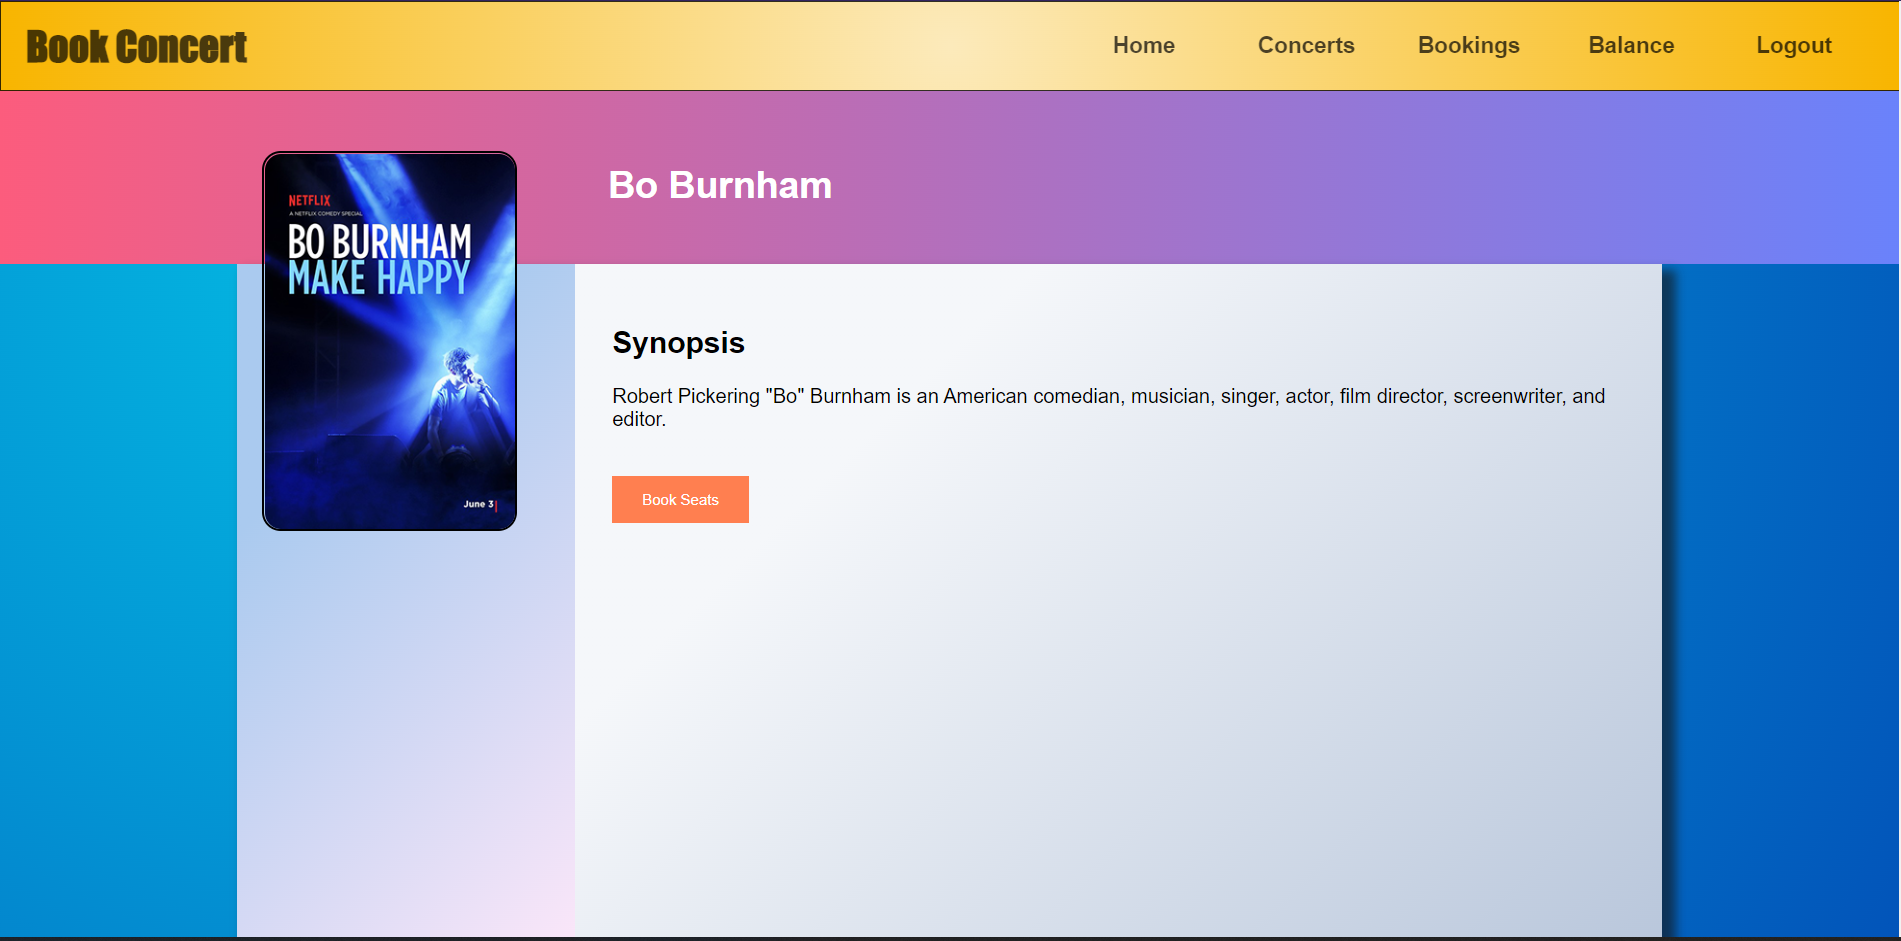 Book Concert
Home Concerts Bookings Balance Logout
Bo Burnham
NETFLIX
A NETFLIX COMEDY SPECIAL
BO BURNHAM
MAKE HAPPY
June 3
Synopsis
Robert Pickering "Bo" Burnham is an American comedian, musician, singer, actor, film director, screenwriter, and
editor.
Book Seats